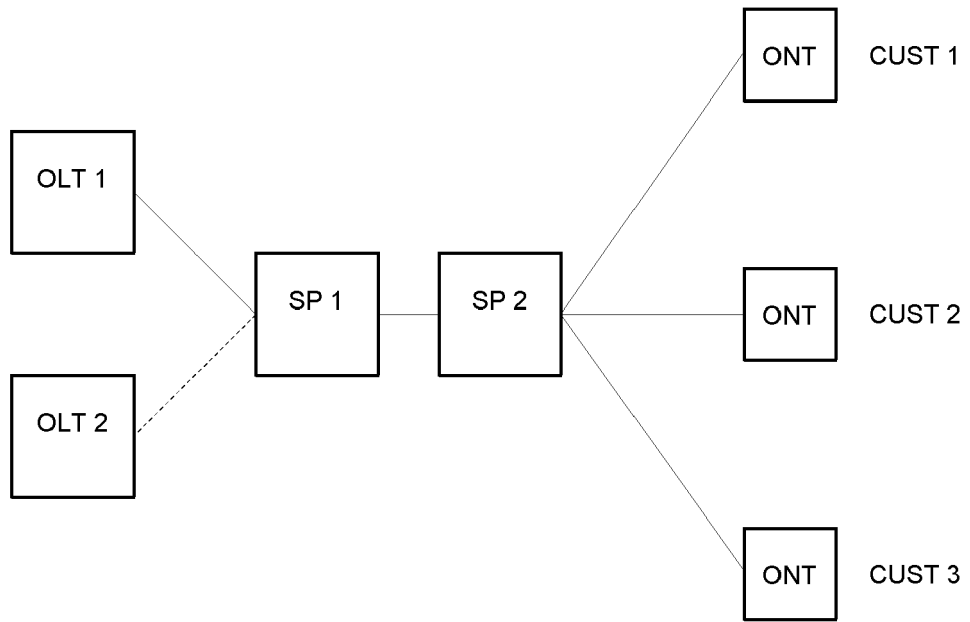 ONT CUST 1
OLT 1
SP 1
SP 2
ONT CUST 2
OLT 2
ONT CUST 3